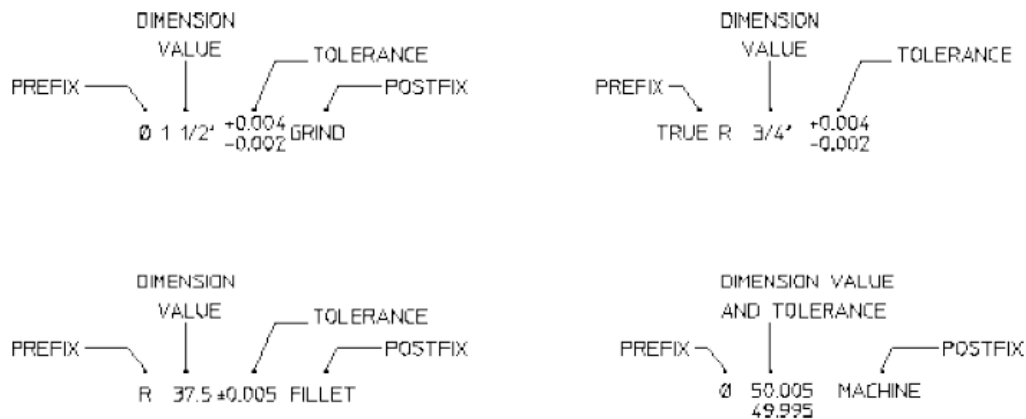 DIMENSION
VALUE
TOLERANCE
PREFIX
POSTFIX
Ø 1 1/2" +0.004 GRIND
-0.002
DIMENSION
VALUE
TOLERANCE
PREFIX
TRUE R 3/4" +0.004
-0.002
DIMENSION
VALUE
TOLERANCE
PREFIX
POSTFIX
R 37.5 ±0.005 FILLET
DIMENSION VALUE
AND TOLERANCE
PREFIX
POSTFIX
Ø 50.005 MACHINE
49.995